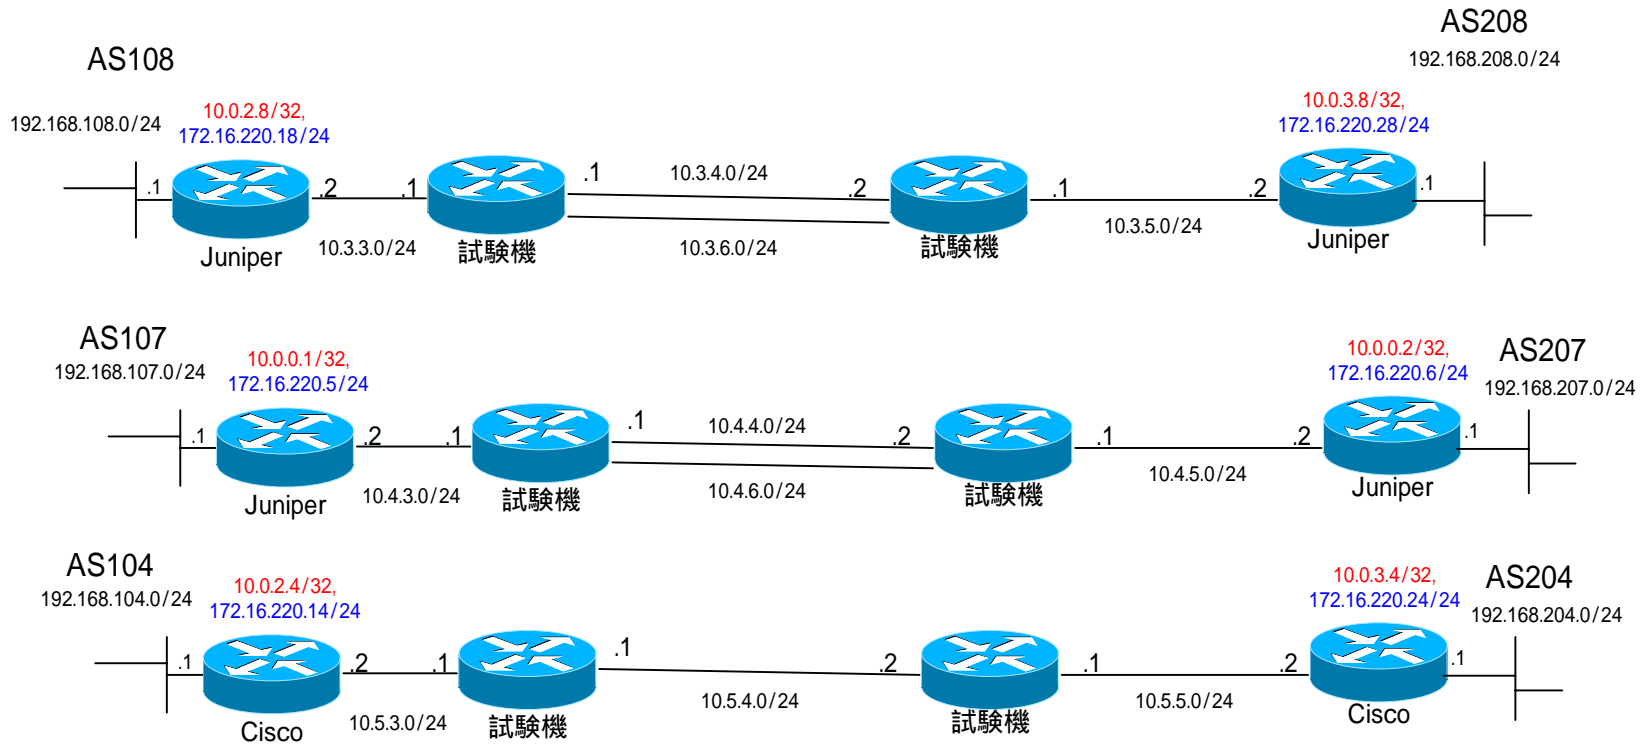 AS108
192.168.108.0/24
10.0.2.8/32,
172.16.220.18/24
AS208
192.168.208.0/24
10.0.3.8/32,
172.16.220.28/24
.1
.2
.1
.1
10.3.4.0/24
.2
.1
.2
.1
Juniper
10.3.3.0/24
試験機
10.3.6.0/24
試験機
10.3.5.0/24
Juniper
AS107
192.168.107.0/24
10.0.0.1/32,
172.16.220.5/24
10.0.0.2/32,
172.16.220.6/24
AS207
192.168.207.0/24
.1
.2
.1
.1
10.4.4.0/24
.2
.1
.2
.1
Juniper
10.4.3.0/24
試験機
10.4.6.0/24
試験機
10.4.5.0/24
Juniper
AS104
192.168.104.0/24
10.0.2.4/32,
172.16.220.14/24
10.0.3.4/32,
172.16.220.24/24
AS204
192.168.204.0/24
.1
.2
.1
.1
.2
.1
.2
.1
Cisco
10.5.3.0/24
試験機
10.5.4.0/24
試験機
10.5.5.0/24
Cisco